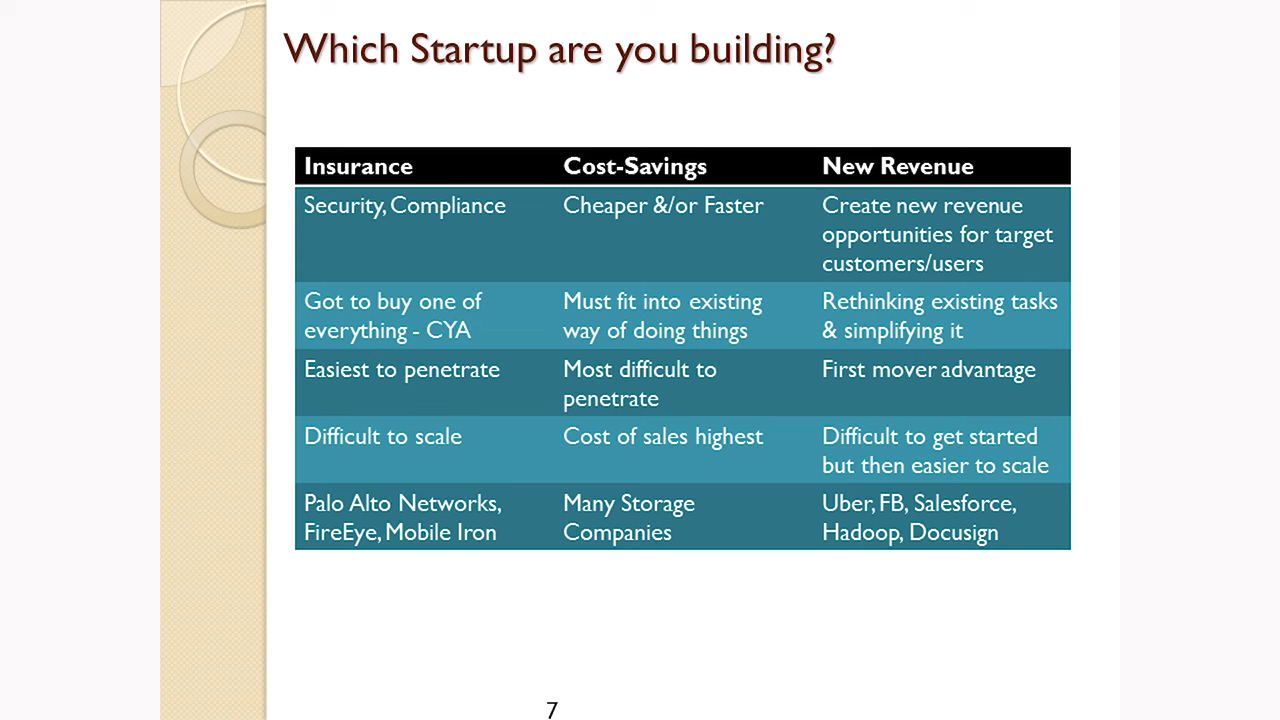 Which Startup are you building?
Insurance
Cost-Savings
New Revenue
Security, Compliance
Cheaper &/or Faster
Create new revenue
opportunities for target
customers/users
Got to buy one of
everything - CYA
Must fit into existing
way of doing things
Rethinking existing tasks
& simplifying it
Easiest to penetrate
Most difficult to
penetrate
First mover advantage
Difficult to scale
Cost of sales highest
Difficult to get started
but then easier to scale
Palo Alto Networks,
FireEye, Mobile Iron
Many Storage
Companies
Uber, FB, Salesforce,
Hadoop, Docusign
7